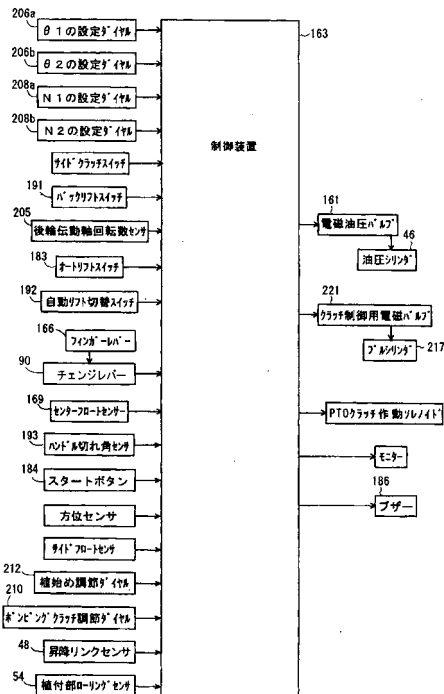 206a
θ1の設定ダイヤル
206b
θ2の設定ダイヤル
208a
N1の設定ダイヤル
208b
N2の設定ダイヤル
サイドクラッチスイッチ
191
バックリフトスイッチ
205
後輪伝動軸回転数センサ
183
オートリフトスイッチ
192
自動リフト切替スイッチ
166
フィンガーレバー
90
チェンジレバー
169
センターフロートセンサー
193
ハンドル切れ角センサ
184
スタートボタン
方位センサ
サイドフロートセンサ
212
植始め調節ダイヤル
210
ポンピングクラッチ調節ダイヤル
48
昇降リンクセンサ
54
植付部ローリングセンサ
163
制御装置
161
電磁油圧バルブ
46
油圧シリンダ
221
クラッチ制御用電磁バルブ
217
プルシリンダ
PTOクラッチ作動ソレノイド
モニター
186
ブザー